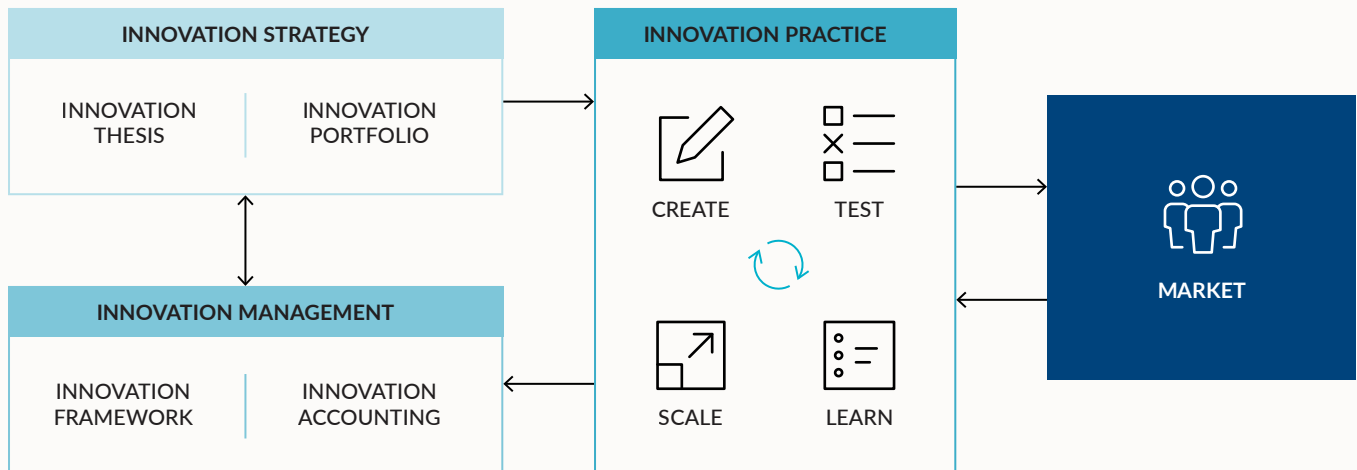 INNOVATION STRATEGY
INNOVATION
THESIS
INNOVATION
PORTFOLIO
INNOVATION MANAGEMENT
INNOVATION
FRAMEWORK
INNOVATION
ACCOUNTING
INNOVATION PRACTICE
CREATE
TEST
SCALE
LEARN
MARKET